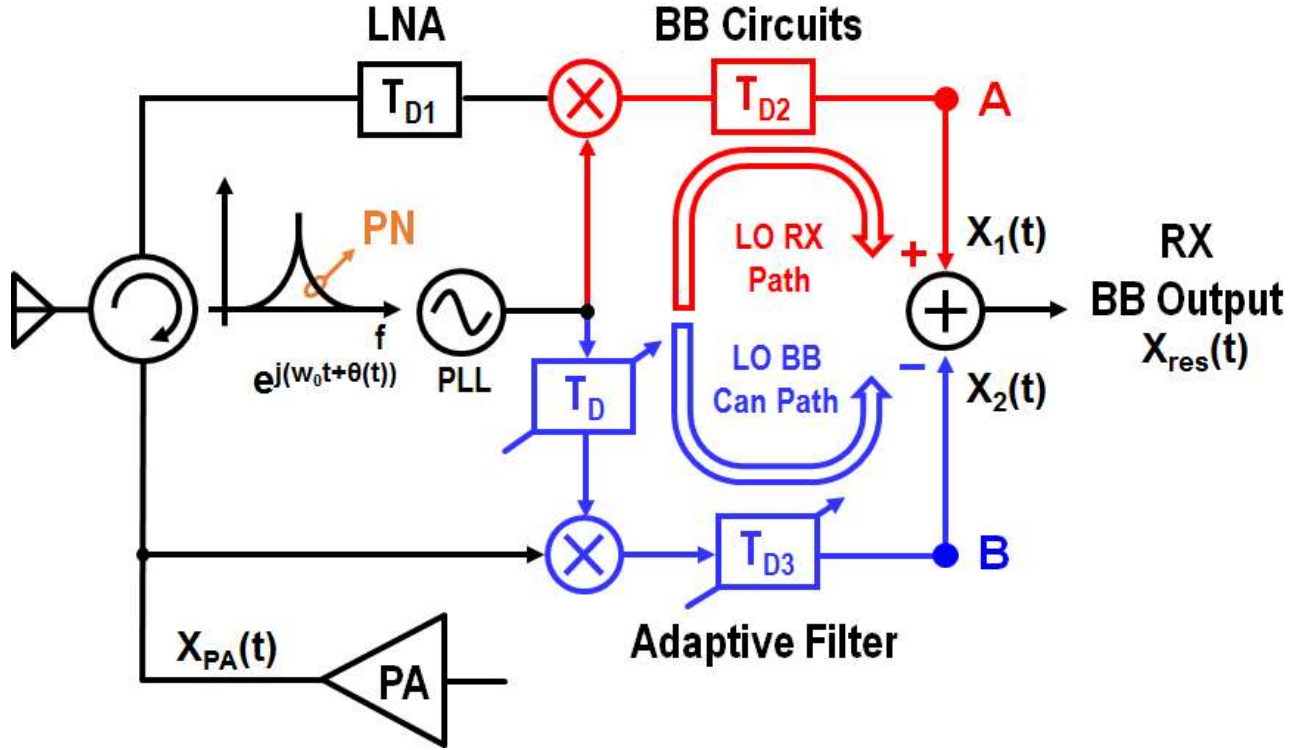 LNA
BB Circuits
T_D1
T_D2
A
PN
LO RX
Path
+
X_1(t)
RX
BB Output
X_res(t)
f
e^j(w_0t+θ(t))
PLL
T_D
LO BB
Can Path
−
X_2(t)
T_D3
B
Adaptive Filter
X_PA(t)
PA